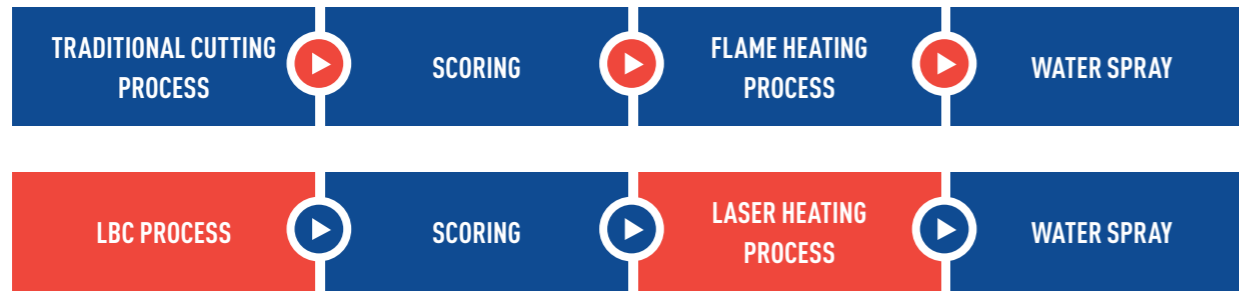 TRADITIONAL CUTTING
PROCESS
SCORING
FLAME HEATING
PROCESS
WATER SPRAY
LBC PROCESS
SCORING
LASER HEATING
PROCESS
WATER SPRAY